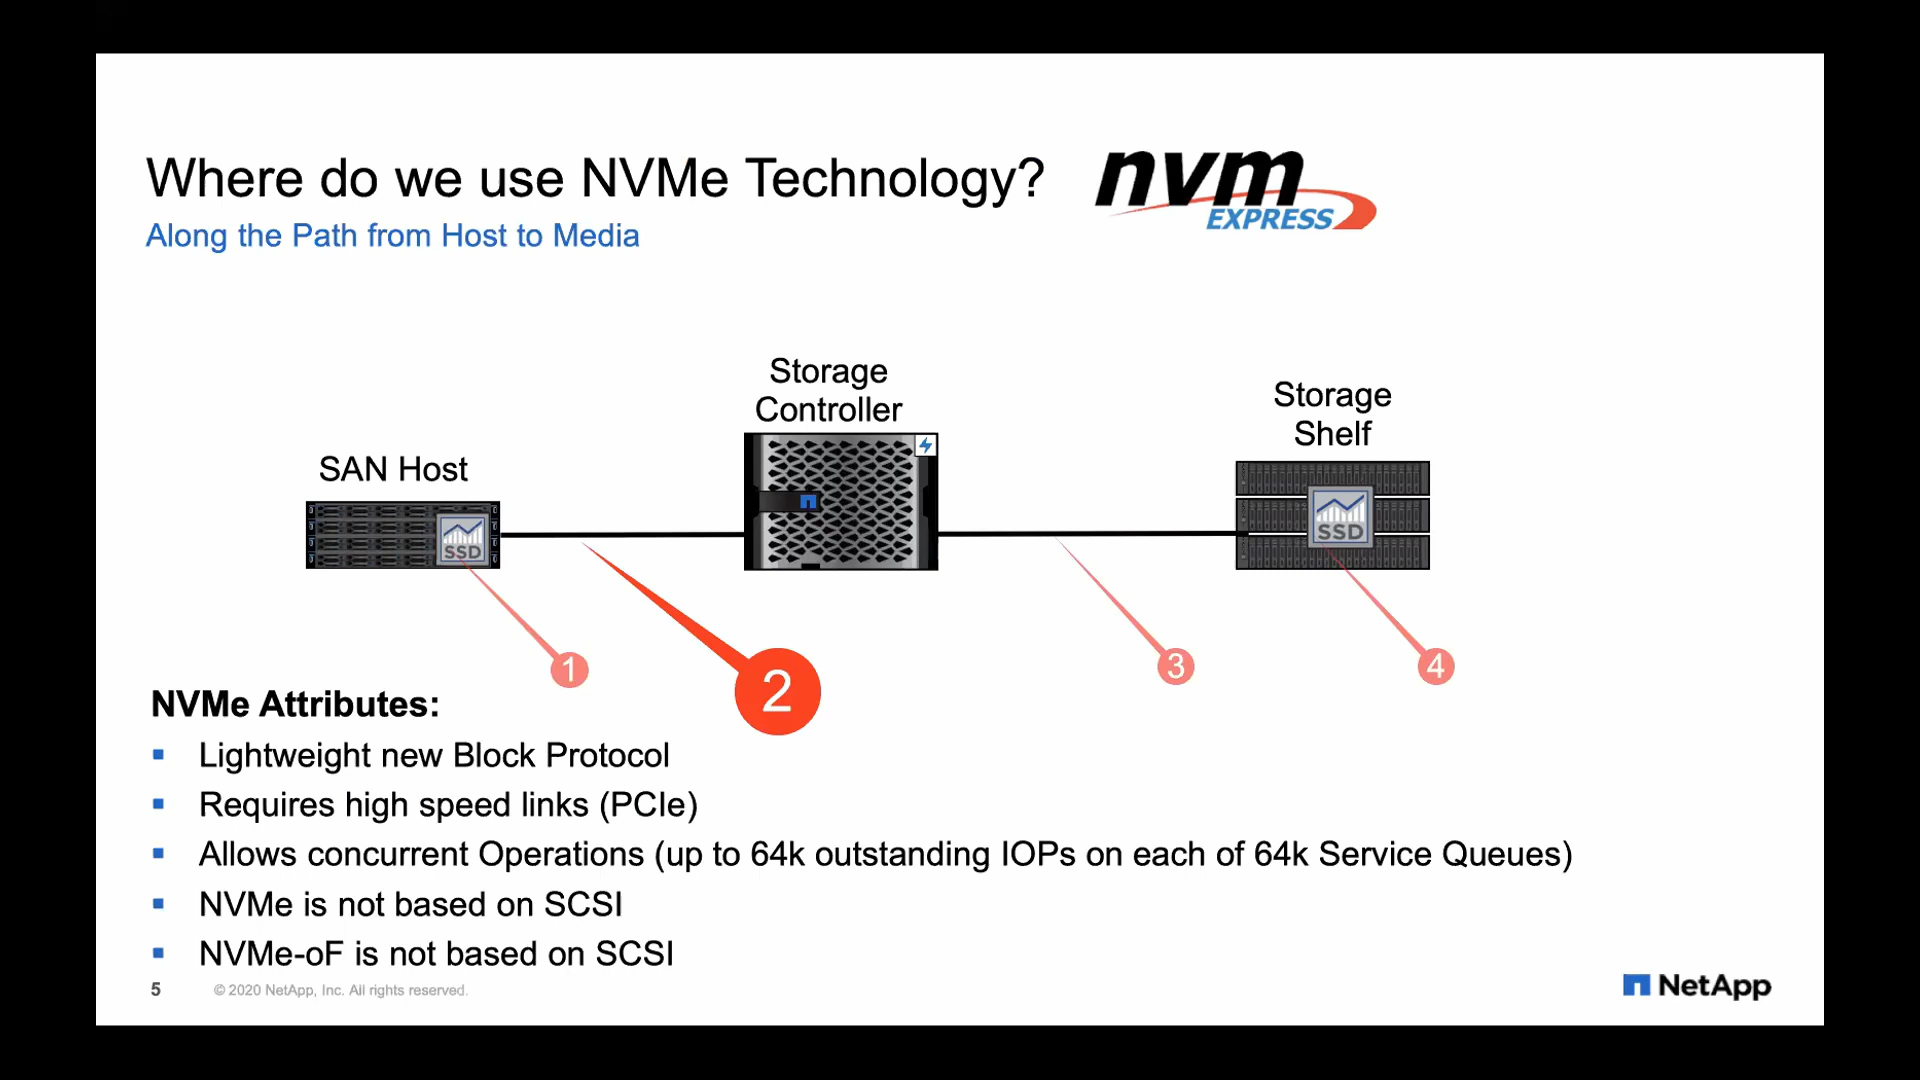 Where do we use NVMe Technology?
nvm
EXPRESS
Along the Path from Host to Media
Storage
Controller
Storage
Shelf
SAN Host
SSD
SSD
1
2
3
4
NVMe Attributes:
Lightweight new Block Protocol
Requires high speed links (PCIe)
Allows concurrent Operations (up to 64k outstanding IOPs on each of 64k Service Queues)
NVMe is not based on SCSI
NVMe-oF is not based on SCSI
5 © 2020 NetApp, Inc. All rights reserved.
NetApp